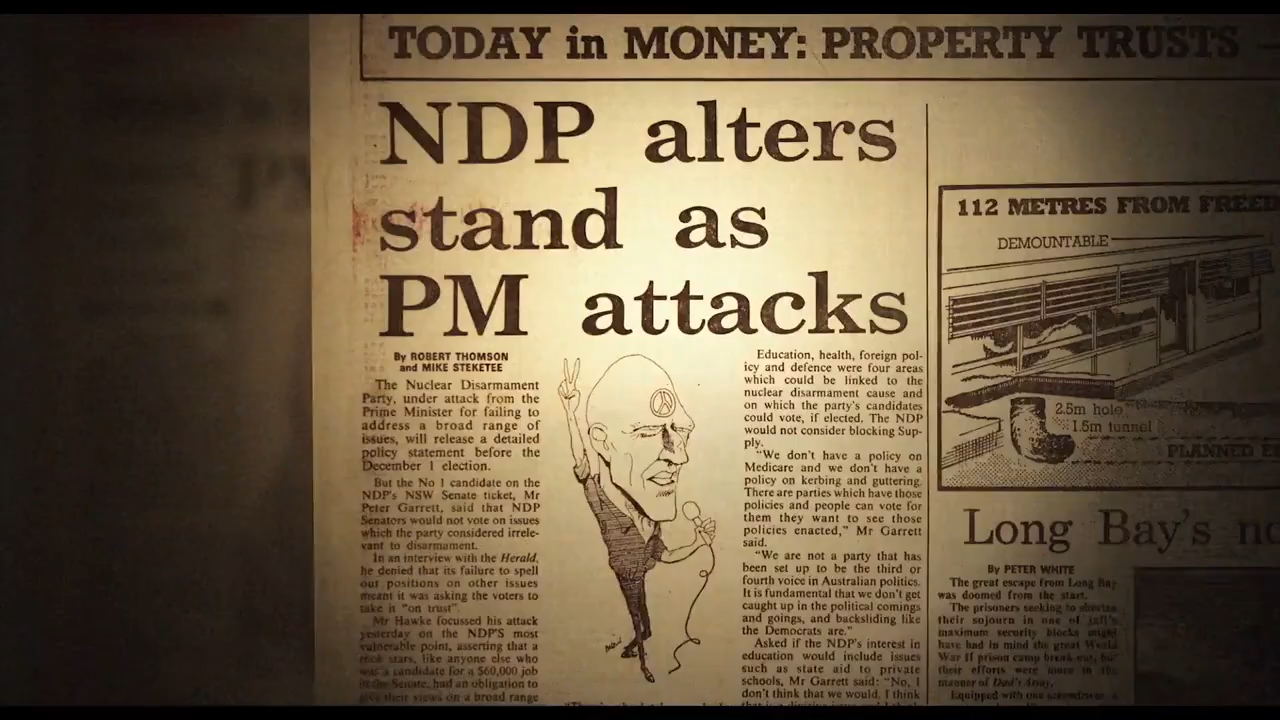 TODAY in MONEY: PROPERTY TRUSTS
NDP alters
stand as
PM attacks
By ROBERT THOMSON
and MIKE STEKETEE
The Nuclear Disarmament
Party, under attack from the
Prime Minister for failing to
address a broad range of
issues, will release a detailed
policy statement before the
December 1 election.
But the No 1 candidate on the
NDP's NSW Senate ticket, Mr
Peter Garrett, said that NDP
Senators would not vote on issues
which the party considered irrele-
vant to disarmament.
In an interview with the Herald,
he denied that its failure to spell
out positions on other issues
meant it was asking the voters to
take it "on trust".
Mr Hawke focussed his attack
yesterday on the NDP'S most
vulnerable point, asserting that a
rock stars, like anyone else who
was a candidate for a $60,000 job
in the Senate, had an obligation to
give their views on a broad range
Education, health, foreign pol-
icy and defence were four areas
which could be linked to the
nuclear disarmament cause and
on which the party's candidates
could vote, if elected. The NDP
would not consider blocking Sup-
ply.
"We don't have a policy on
Medicare and we don't have a
policy on kerbing and guttering.
There are parties which have those
policies and people can vote for
them they want to see those
policies enacted," Mr Garrett
said.
"We are not a party that has
been set up to be the third or
fourth voice in Australian politics.
It is fundamental that we don't get
caught up in the political comings
and goings, and backsliding like
the Democrats are."
Asked if the NDP's interest in
education would include issues
such as state aid to private
schools, Mr Garrett said: "No, I
don't think that we would. I think
112 METRES FROM
DEMOUNTABLE
2.5m hole
1.5m tunnel
PLANNED
Long Bay's
By PETER WHITE
The great escape from Long Bay
was doomed from the start.
The prisoners seeking to shorten
their sojourn in one of jail's
maximum security blocks might
have had in mind the great World
War II prison camp break-out, but
their efforts were more in the
manner of Dad's Army.
Equipped with one screwdriver a